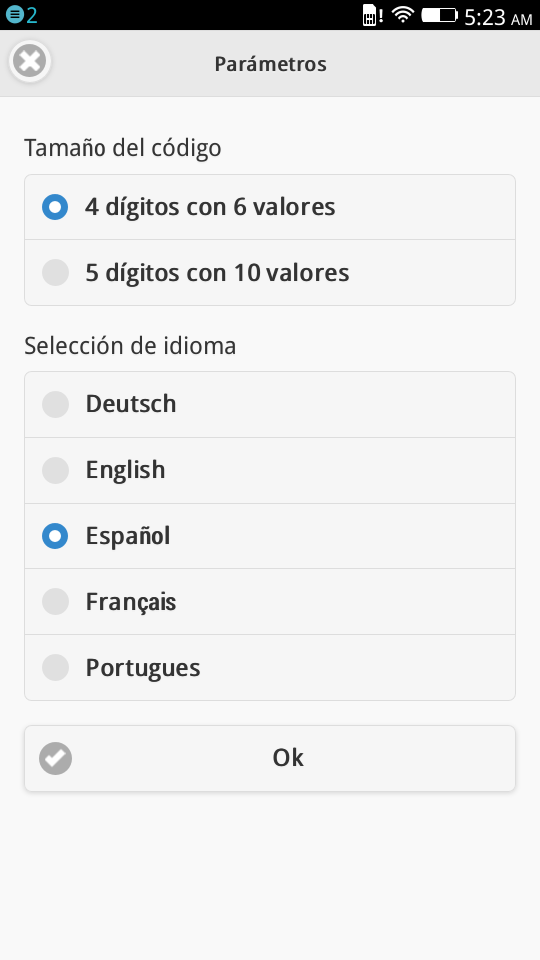 2 5:23 AM
Parámetros
Tamaño del código
4 dígitos con 6 valores
5 dígitos con 10 valores
Selección de idioma
Deutsch
English
Español
Français
Portugues
Ok